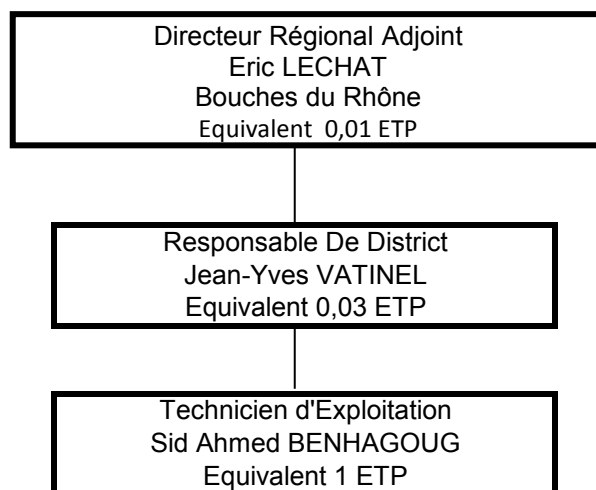 Directeur Régional Adjoint
Eric LECHAT
Bouches du Rhône
Equivalent 0,01 ETP
Responsable De District
Jean-Yves VATINEL
Equivalent 0,03 ETP
Technicien d'Exploitation
Sid Ahmed BENHAGOUG
Equivalent 1 ETP